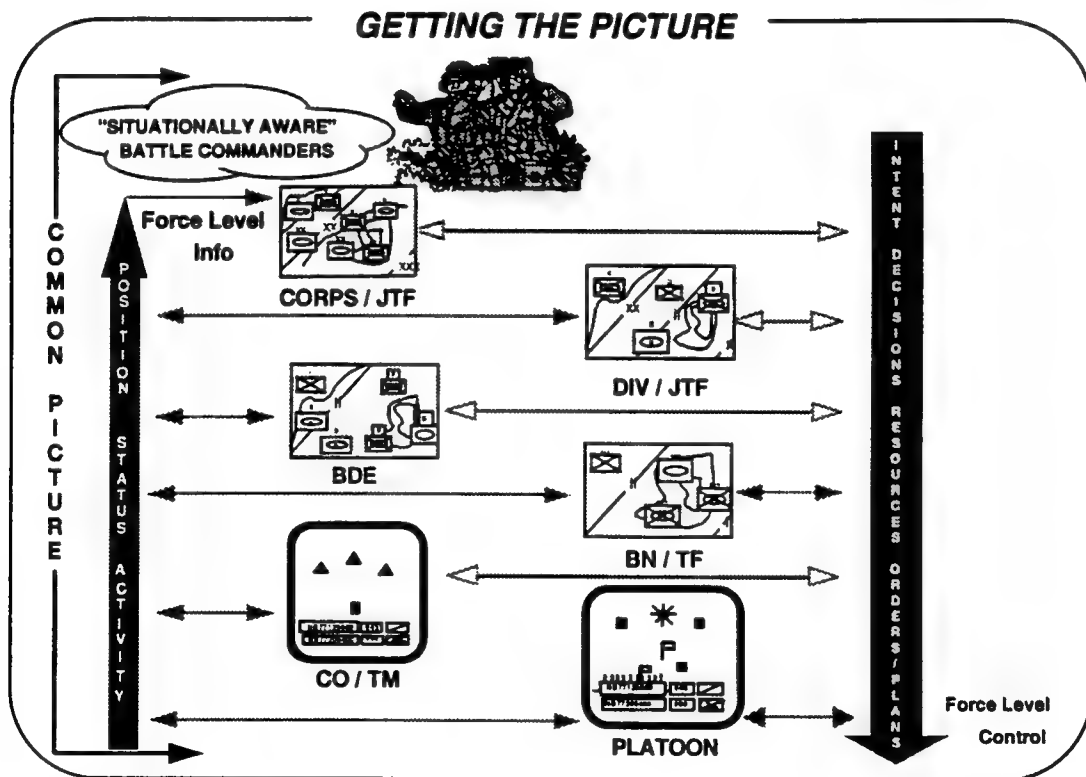 GETTING THE PICTURE
"SITUATIONALLY AWARE"
BATTLE COMMANDERS
COMMON PICTURE
POSITION STATUS ACTIVITY
Force Level
Info
CORPS / JTF
DIV / JTF
BDE
BN / TF
CO / TM
PLATOON
INTENT DECISIONS RESOURCES ORDERS/PLANS
Force Level
Control